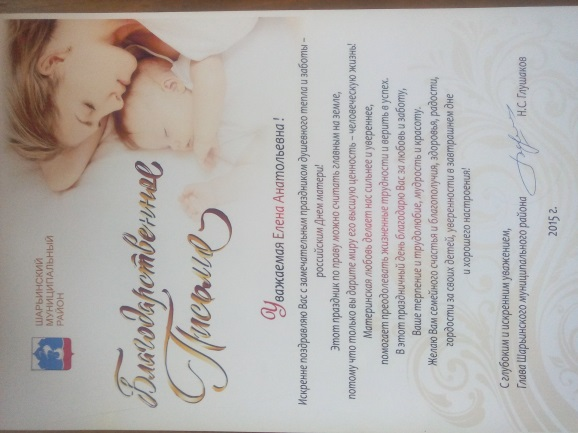 ШАРЬИНСКИЙ
МУНИЦИПАЛЬНЫЙ
РАЙОН
Благодарственное
Письмо
Уважаемая Елена Анатольевна !
Искренне поздравляю Вас с замечательным праздником душевного тепла и заботы –
российским Днем матери!
Этот праздник по праву можно считать главным на земле,
потому что только вы дарите миру его высшую ценность – человеческую жизнь!
Материнская любовь делает нас сильнее и увереннее,
помогает преодолевать жизненные трудности и верить в успех.
В этот праздничный день благодарю Вас за любовь и заботу,
Ваше терпение и трудолюбие, мудрость и красоту.
Желаю Вам семейного счастья и благополучия, здоровья, радости,
гордости за своих детей, уверенности в завтрашнем дне
и хорошего настроения!
С глубоким и искренним уважением,
Глава Шарьинского муниципального района Н.С. Глушаков
2015 г.